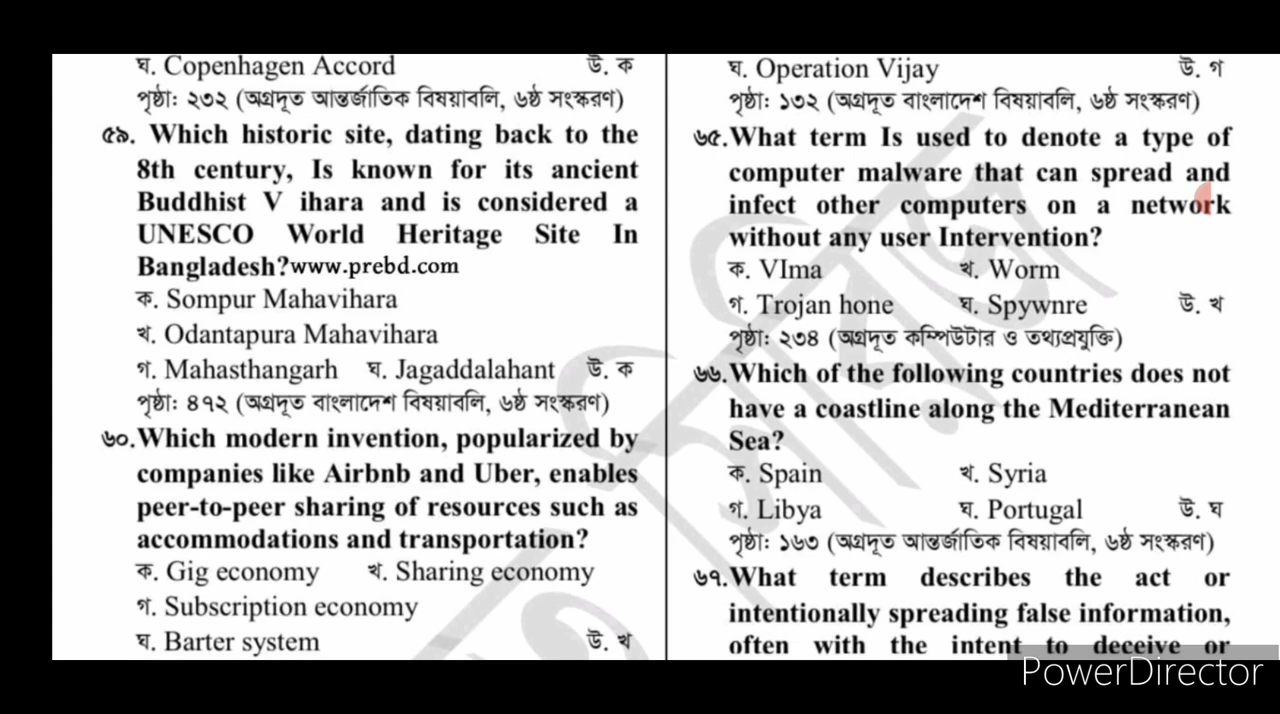 ঘ. Copenhagen Accord উ. ক
পৃষ্ঠা: ২৩২ (অগ্রদূত আন্তর্জাতিক বিষয়াবলি, ৬ষ্ঠ সংস্করণ)
৫৯. Which historic site, dating back to the
8th century, Is known for its ancient
Buddhist V ihara and is considered a
UNESCO World Heritage Site In
Bangladesh?www.prebd.com
ক. Sompur Mahavihara
খ. Odantapura Mahavihara
গ. Mahasthangarh ঘ. Jagaddalahant উ. ক
পৃষ্ঠা: ৪৭২ (অগ্রদূত বাংলাদেশ বিষয়াবলি, ৬ষ্ঠ সংস্করণ)
৬০.Which modern invention, popularized by
companies like Airbnb and Uber, enables
peer-to-peer sharing of resources such as
accommodations and transportation?
ক. Gig economy খ. Sharing economy
গ. Subscription economy
ঘ. Barter system উ. খ
ঘ. Operation Vijay উ. গ
পৃষ্ঠা: ১৩২ (অগ্রদূত বাংলাদেশ বিষয়াবলি, ৬ষ্ঠ সংস্করণ)
৬৫.What term Is used to denote a type of
computer malware that can spread and
infect other computers on a network
without any user Intervention?
ক. VIma খ. Worm
গ. Trojan hone ঘ. Spywnre উ. খ
পৃষ্ঠা: ২৩৪ (অগ্রদূত কম্পিউটার ও তথ্যপ্রযুক্তি)
৬৬.Which of the following countries does not
have a coastline along the Mediterranean
Sea?
ক. Spain খ. Syria
গ. Libya ঘ. Portugal উ. ঘ
পৃষ্ঠা: ১৬৩ (অগ্রদূত আন্তর্জাতিক বিষয়াবলি, ৬ষ্ঠ সংস্করণ)
৬৭.What term describes the act or
intentionally spreading false information,
often with the intent to deceive or
PowerDirector